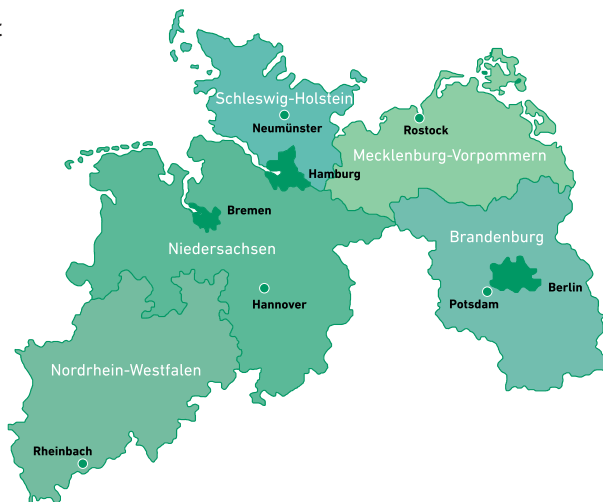 Schleswig-Holstein
Neumünster
Rostock
Mecklenburg-Vorpommern
Hamburg
Bremen
Brandenburg
Niedersachsen
Berlin
Hannover
Potsdam
Nordrhein-Westfalen
Rheinbach